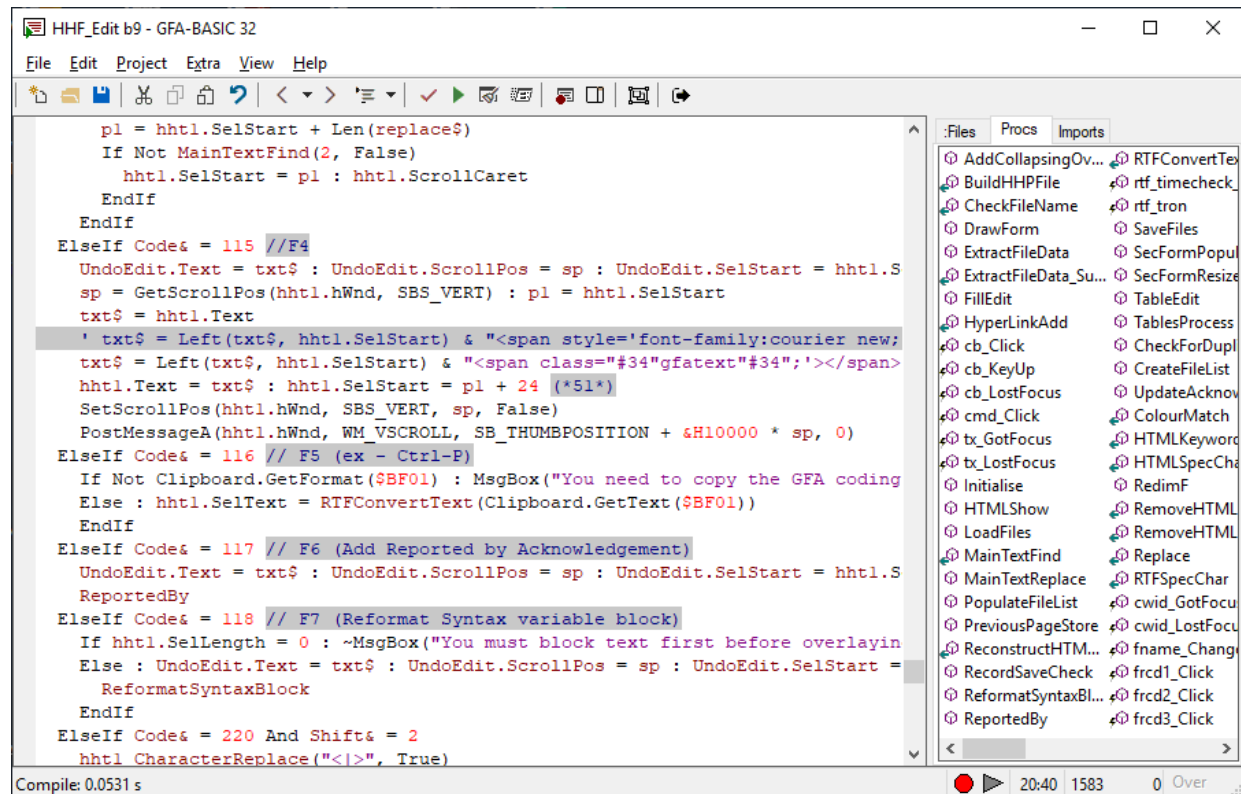 HHF_Edit b9 - GFA-BASIC 32
File Edit Project Extra View Help
p1 = hht1.SelStart + Len(replace$)
If Not MainTextFind(2, False)
hht1.SelStart = p1 : hht1.ScrollCaret
EndIf
EndIf
ElseIf Code& = 115 //F4
UndoEdit.Text = txt$ : UndoEdit.ScrollPos = sp : UndoEdit.SelStart = hht1.S
sp = GetScrollPos(hht1.hWnd, SBS_VERT) : p1 = hht1.SelStart
txt$ = hht1.Text
' txt$ = Left(txt$, hht1.SelStart) & "<span style='font-family:courier new;
txt$ = Left(txt$, hht1.SelStart) & "<span class="#34"gfatext"#34";'></span>
hht1.Text = txt$ : hht1.SelStart = p1 + 24 (*51*)
SetScrollPos(hht1.hWnd, SBS_VERT, sp, False)
PostMessageA(hht1.hWnd, WM_VSCROLL, SB_THUMBPOSITION + &H10000 * sp, 0)
ElseIf Code& = 116 // F5 (ex - Ctrl-P)
If Not Clipboard.GetFormat($BF01) : MsgBox("You need to copy the GFA coding
Else : hht1.SelText = RTFConvertText(Clipboard.GetText($BF01))
EndIf
ElseIf Code& = 117 // F6 (Add Reported by Acknowledgement)
UndoEdit.Text = txt$ : UndoEdit.ScrollPos = sp : UndoEdit.SelStart = hht1.S
ReportedBy
ElseIf Code& = 118 // F7 (Reformat Syntax variable block)
If hht1.SelLength = 0 : ~MsgBox("You must block text first before overlayin
Else : UndoEdit.Text = txt$ : UndoEdit.ScrollPos = sp : UndoEdit.SelStart =
ReformatSyntaxBlock
EndIf
ElseIf Code& = 220 And Shift& = 2
hht1_CharacterReplace("<|>", True)
:Files Procs Imports
AddCollapsingOv... RTFConvertTex
BuildHHPFile rtf_timecheck_
CheckFileName rtf_tron
DrawForm SaveFiles
ExtractFileData SecFormPopul
ExtractFileData_Su... SecFormResize
FillEdit TableEdit
HyperLinkAdd TablesProcess
cb_Click CheckForDupl
cb_KeyUp CreateFileList
cb_LostFocus UpdateAcknow
cmd_Click ColourMatch
tx_GotFocus HTMLKeyword
tx_LostFocus HTMLSpecCha
Initialise RedimF
HTMLShow RemoveHTML
LoadFiles RemoveHTML
MainTextFind Replace
MainTextReplace RTFSpecChar
PopulateFileList cwid_GotFocu
PreviousPageStore cwid_LostFocu
ReconstructHTM... fname_Change
RecordSaveCheck frcd1_Click
ReformatSyntaxBl... frcd2_Click
ReportedBy frcd3_Click
Compile: 0.0531 s 20:40 1583 0 Over